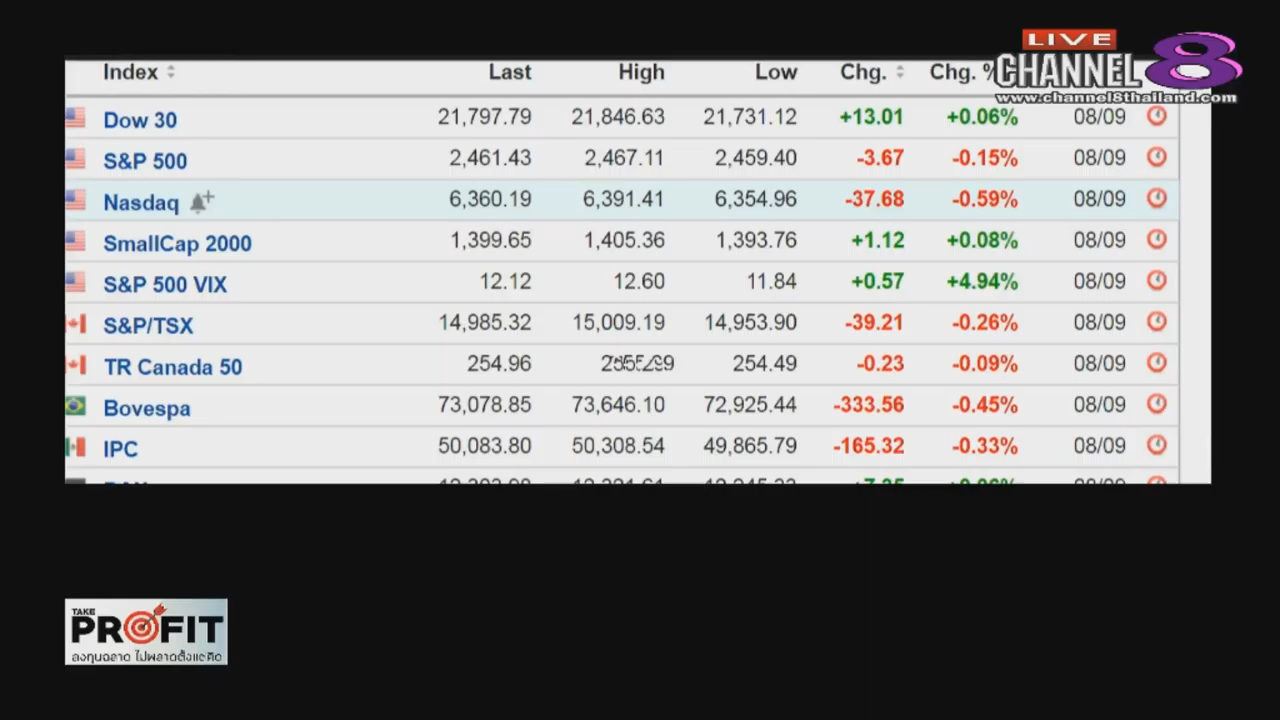 LIVE
CHANNEL 8
www.channel8thailand.com
Index Last High Low Chg. Chg. %
Dow 30 21,797.79 21,846.63 21,731.12 +13.01 +0.06% 08/09
S&P 500 2,461.43 2,467.11 2,459.40 -3.67 -0.15% 08/09
Nasdaq 6,360.19 6,391.41 6,354.96 -37.68 -0.59% 08/09
SmallCap 2000 1,399.65 1,405.36 1,393.76 +1.12 +0.08% 08/09
S&P 500 VIX 12.12 12.60 11.84 +0.57 +4.94% 08/09
S&P/TSX 14,985.32 15,009.19 14,953.90 -39.21 -0.26% 08/09
TR Canada 50 254.96 254.49 -0.23 -0.09% 08/09
Bovespa 73,078.85 73,646.10 72,925.44 -333.56 -0.45% 08/09
IPC 50,083.80 50,308.54 49,865.79 -165.32 -0.33% 08/09
TAKE
PROFIT
ลงทุนฉลาด ไม่พลาดตั้งแต่คิด